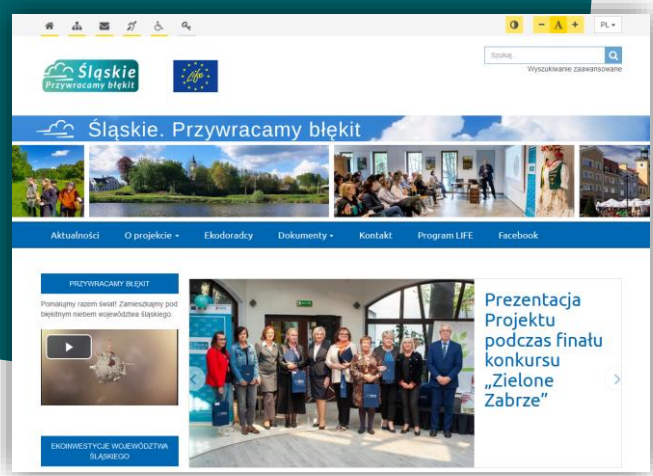 - A +
PL
Śląskie
Przywracamy błękit
Life
Szukaj
Wyszukiwanie zaawansowane
Śląskie. Przywracamy błękit
Aktualności O projekcie Ekodoradcy Dokumenty Kontakt Program LIFE Facebook
PRZYWRACAMY BŁĘKIT
Pomalujmy razem świat! Zamieszkajmy pod
błękitnym niebem województwa śląskiego
EKOINWESTYCJE WOJEWÓDZTWA
ŚLĄSKIEGO
Prezentacja
Projektu
podczas finału
konkursu
„Zielone
Zabrze”